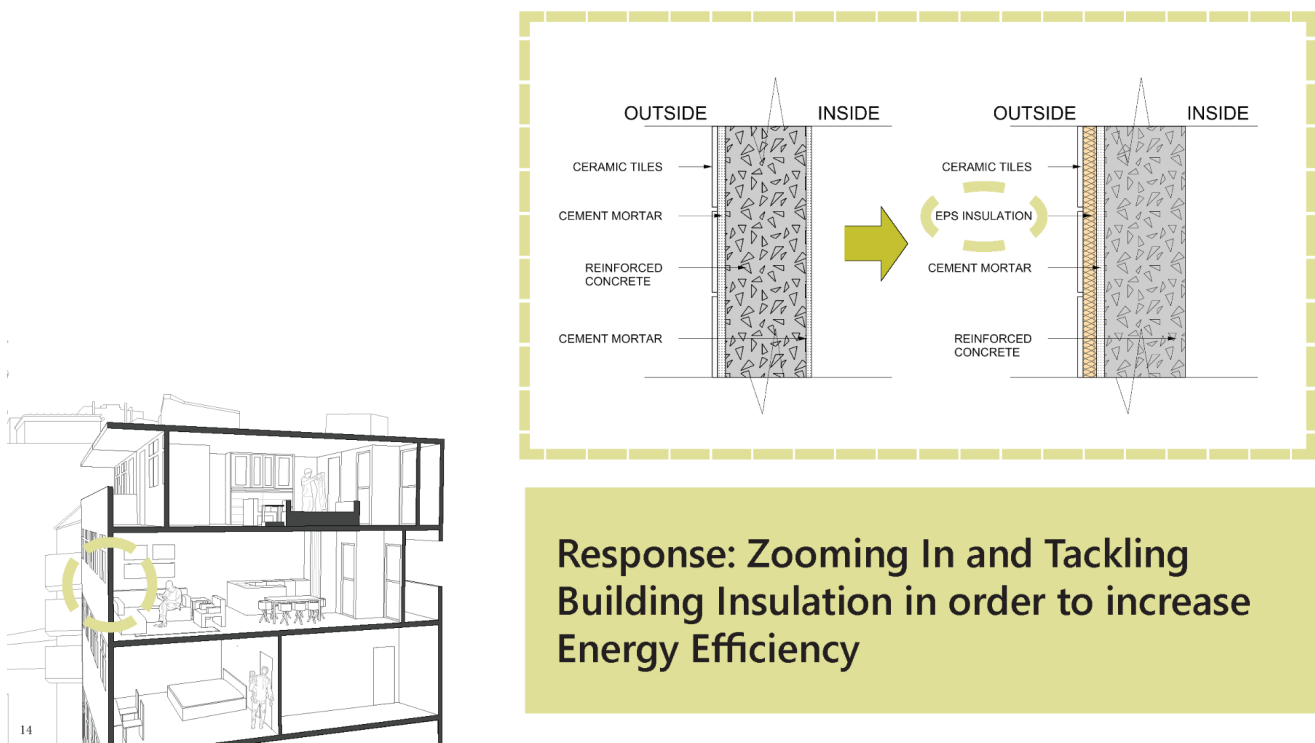 OUTSIDE
INSIDE
CERAMIC TILES
CEMENT MORTAR
REINFORCED
CONCRETE
CEMENT MORTAR
OUTSIDE
INSIDE
CERAMIC TILES
EPS INSULATION
CEMENT MORTAR
REINFORCED
CONCRETE
Response: Zooming In and Tackling
Building Insulation in order to increase
Energy Efficiency
14